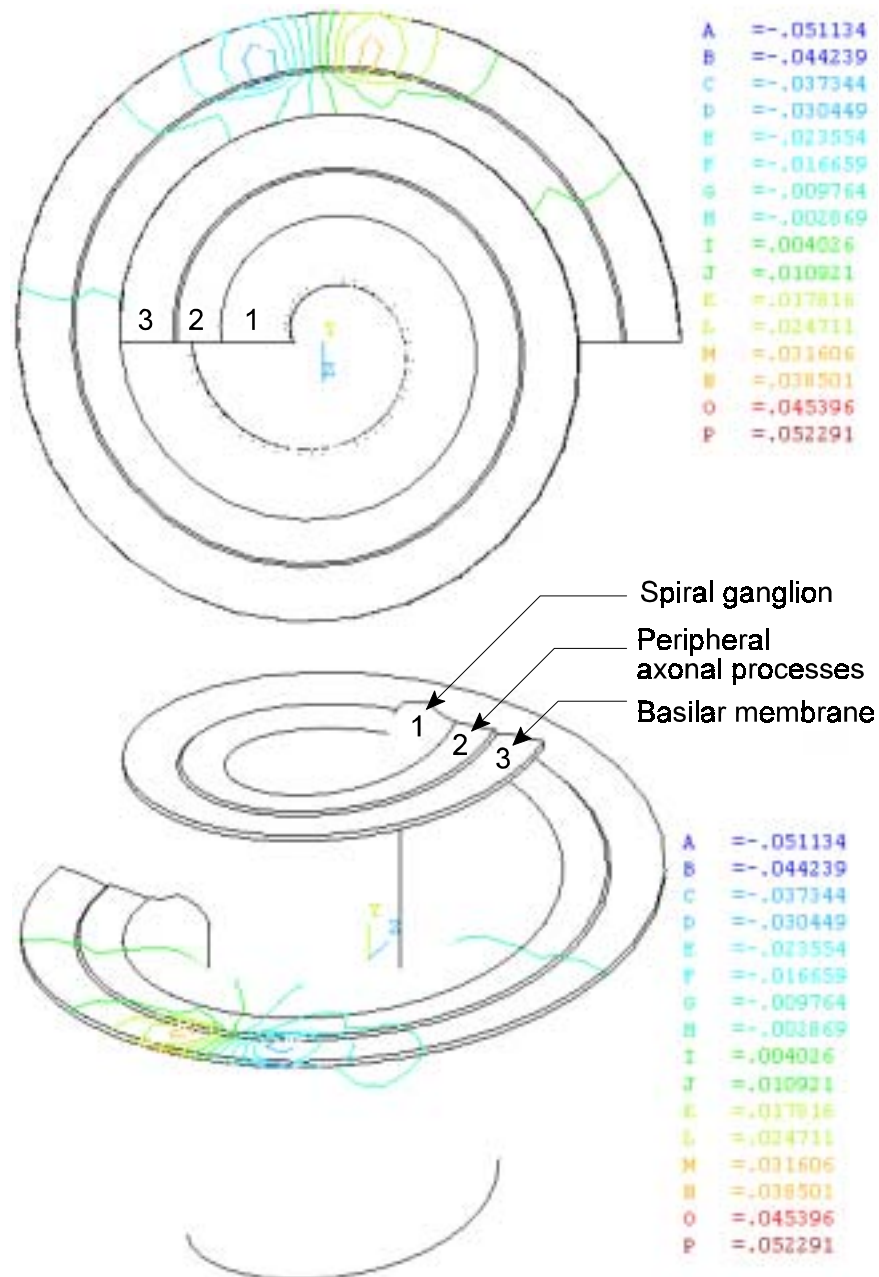 A =-.051134
B =-.044239
C =-.037344
D =-.030449
E =-.023554
F =-.016659
G =-.009764
H =-.002869
I =.004026
J =.010921
K =.017816
L =.024711
M =.031606
N =.038501
O =.045396
P =.052291
3 2 1
Y
Spiral ganglion
Peripheral
axonal processes
Basilar membrane
1
2
3
Y
Z
A =-.051134
B =-.044239
C =-.037344
D =-.030449
E =-.023554
F =-.016659
G =-.009764
H =-.002869
I =.004026
J =.010921
K =.017816
L =.024711
M =.031606
N =.038501
O =.045396
P =.052291